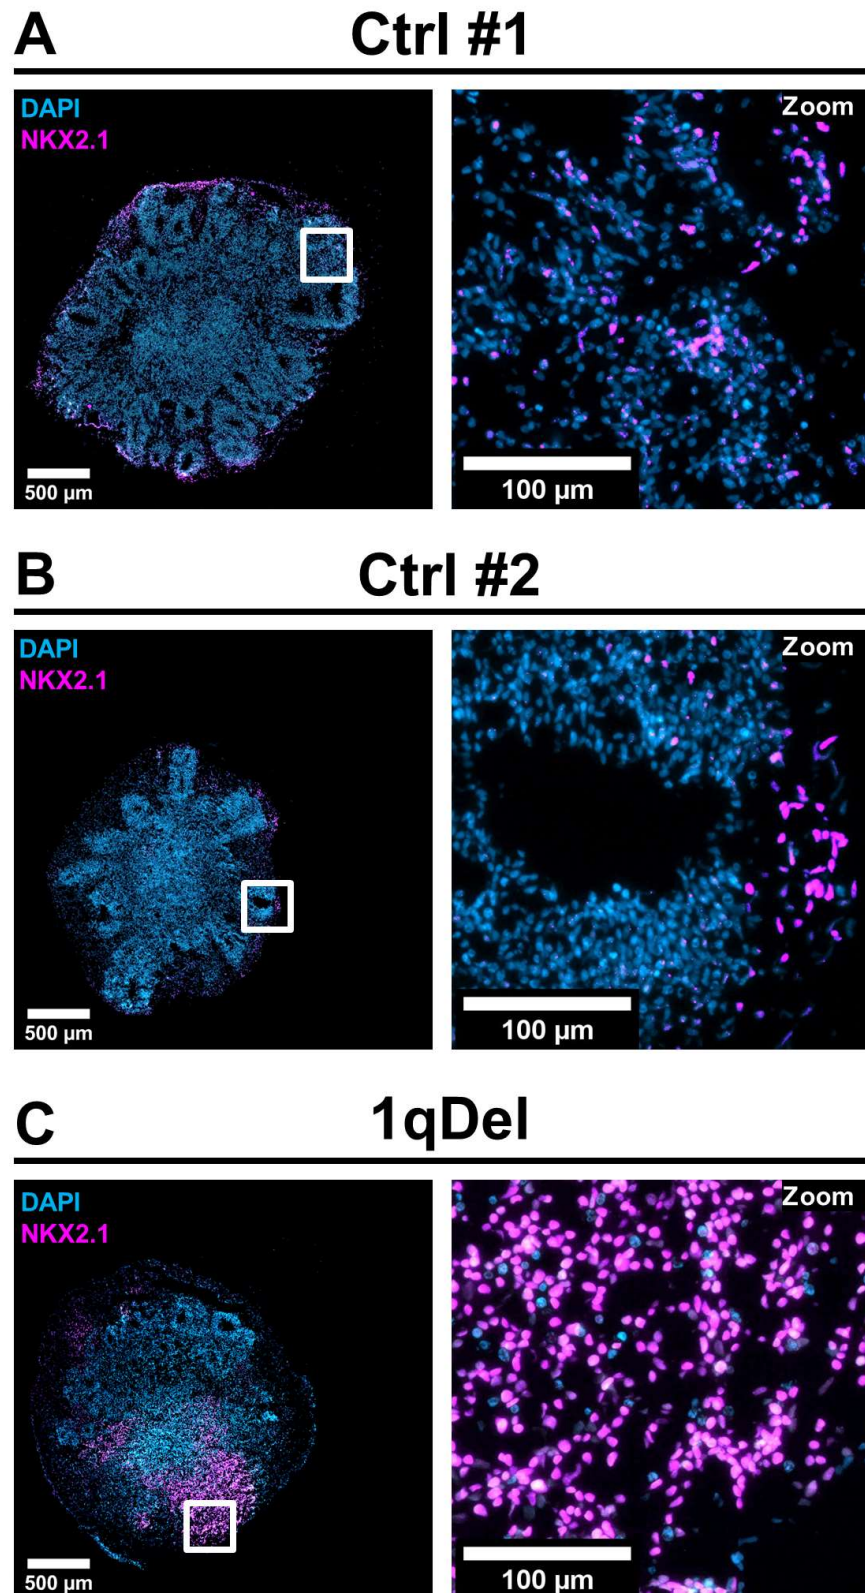 A Ctrl #1
DAPI
NKX2.1
500 µm
Zoom
100 µm
B Ctrl #2
DAPI
NKX2.1
500 µm
Zoom
100 µm
C 1qDel
DAPI
NKX2.1
500 µm
Zoom
100 µm